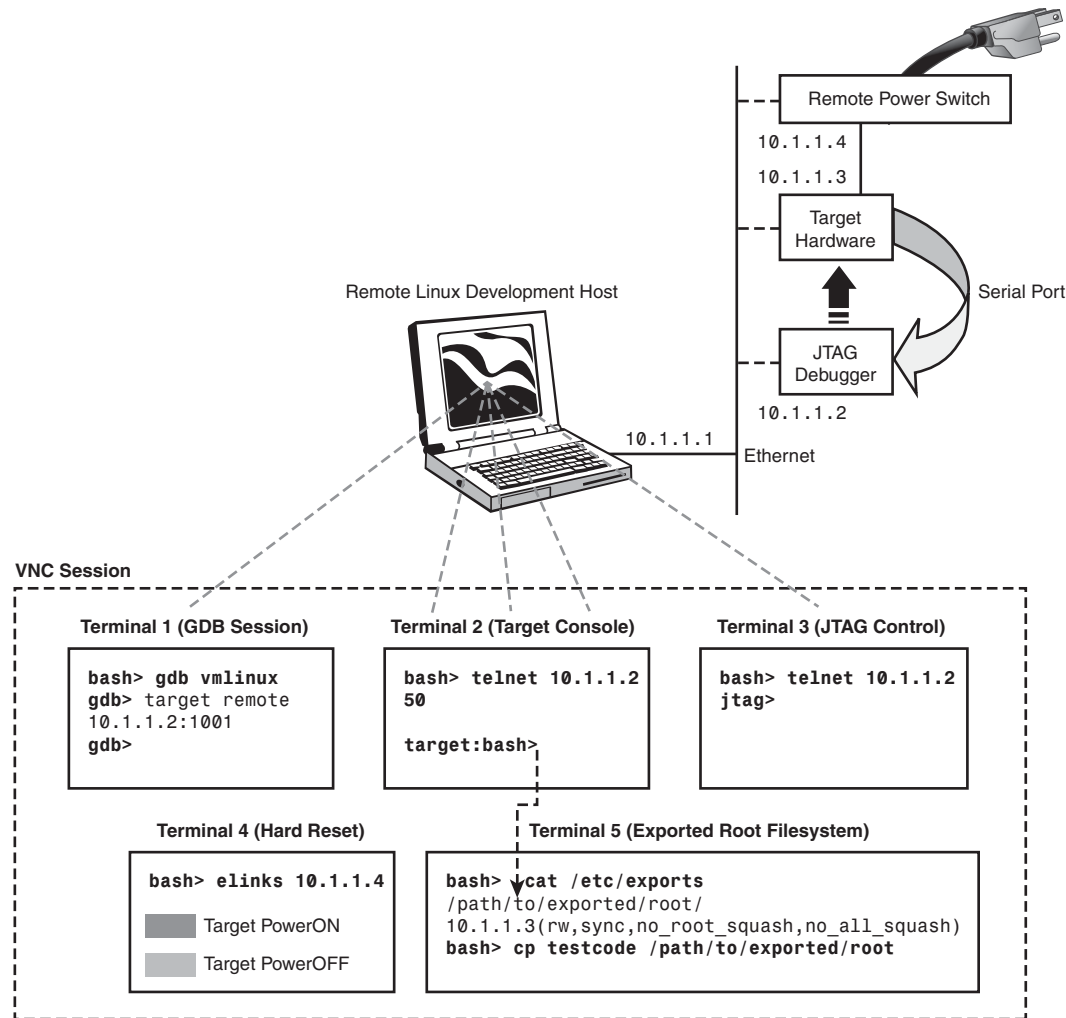 Remote Power Switch
10.1.1.4
10.1.1.3
Target
Hardware
Serial Port
Remote Linux Development Host
JTAG
Debugger
10.1.1.2
10.1.1.1
Ethernet
VNC Session
Terminal 1 (GDB Session)
bash> gdb vmlinux
gdb> target remote
10.1.1.2:1001
gdb>
Terminal 2 (Target Console)
bash> telnet 10.1.1.2
50
target:bash>
Terminal 3 (JTAG Control)
bash> telnet 10.1.1.2
jtag>
Terminal 4 (Hard Reset)
bash> elinks 10.1.1.4
Target PowerON
Target PowerOFF
Terminal 5 (Exported Root Filesystem)
bash> cat /etc/exports
/path/to/exported/root/
10.1.1.3(rw,sync,no_root_squash,no_all_squash)
bash> cp testcode /path/to/exported/root